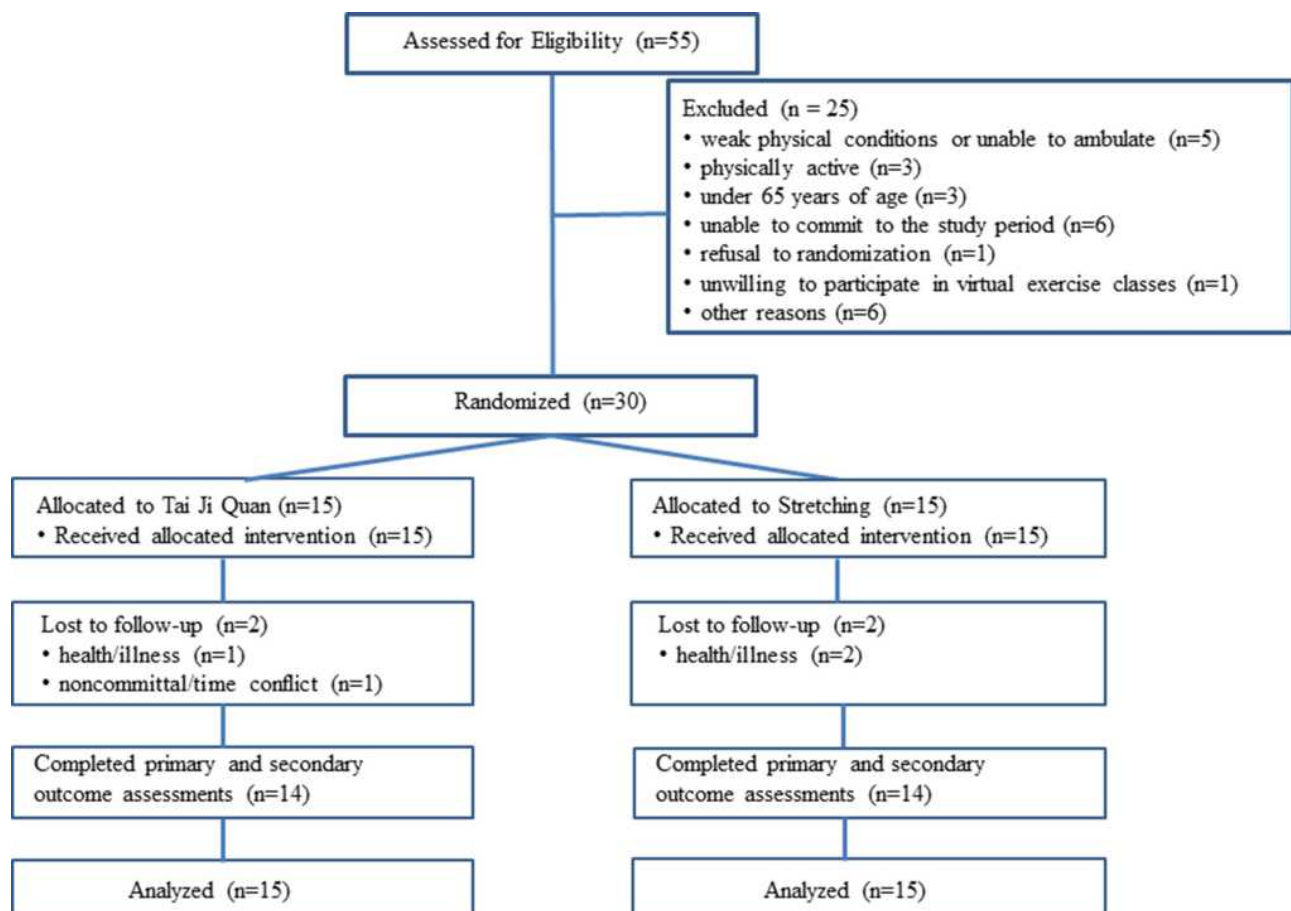 Assessed for Eligibility (n=55)
Excluded (n = 25)
• weak physical conditions or unable to ambulate (n=5)
• physically active (n=3)
• under 65 years of age (n=3)
• unable to commit to the study period (n=6)
• refusal to randomization (n=1)
• unwilling to participate in virtual exercise classes (n=1)
• other reasons (n=6)
Randomized (n=30)
Allocated to Tai Ji Quan (n=15)
• Received allocated intervention (n=15)
Allocated to Stretching (n=15)
• Received allocated intervention (n=15)
Lost to follow-up (n=2)
• health/illness (n=1)
• noncommittal/time conflict (n=1)
Lost to follow-up (n=2)
• health/illness (n=2)
Completed primary and secondary
outcome assessments (n=14)
Completed primary and secondary
outcome assessments (n=14)
Analyzed (n=15)
Analyzed (n=15)